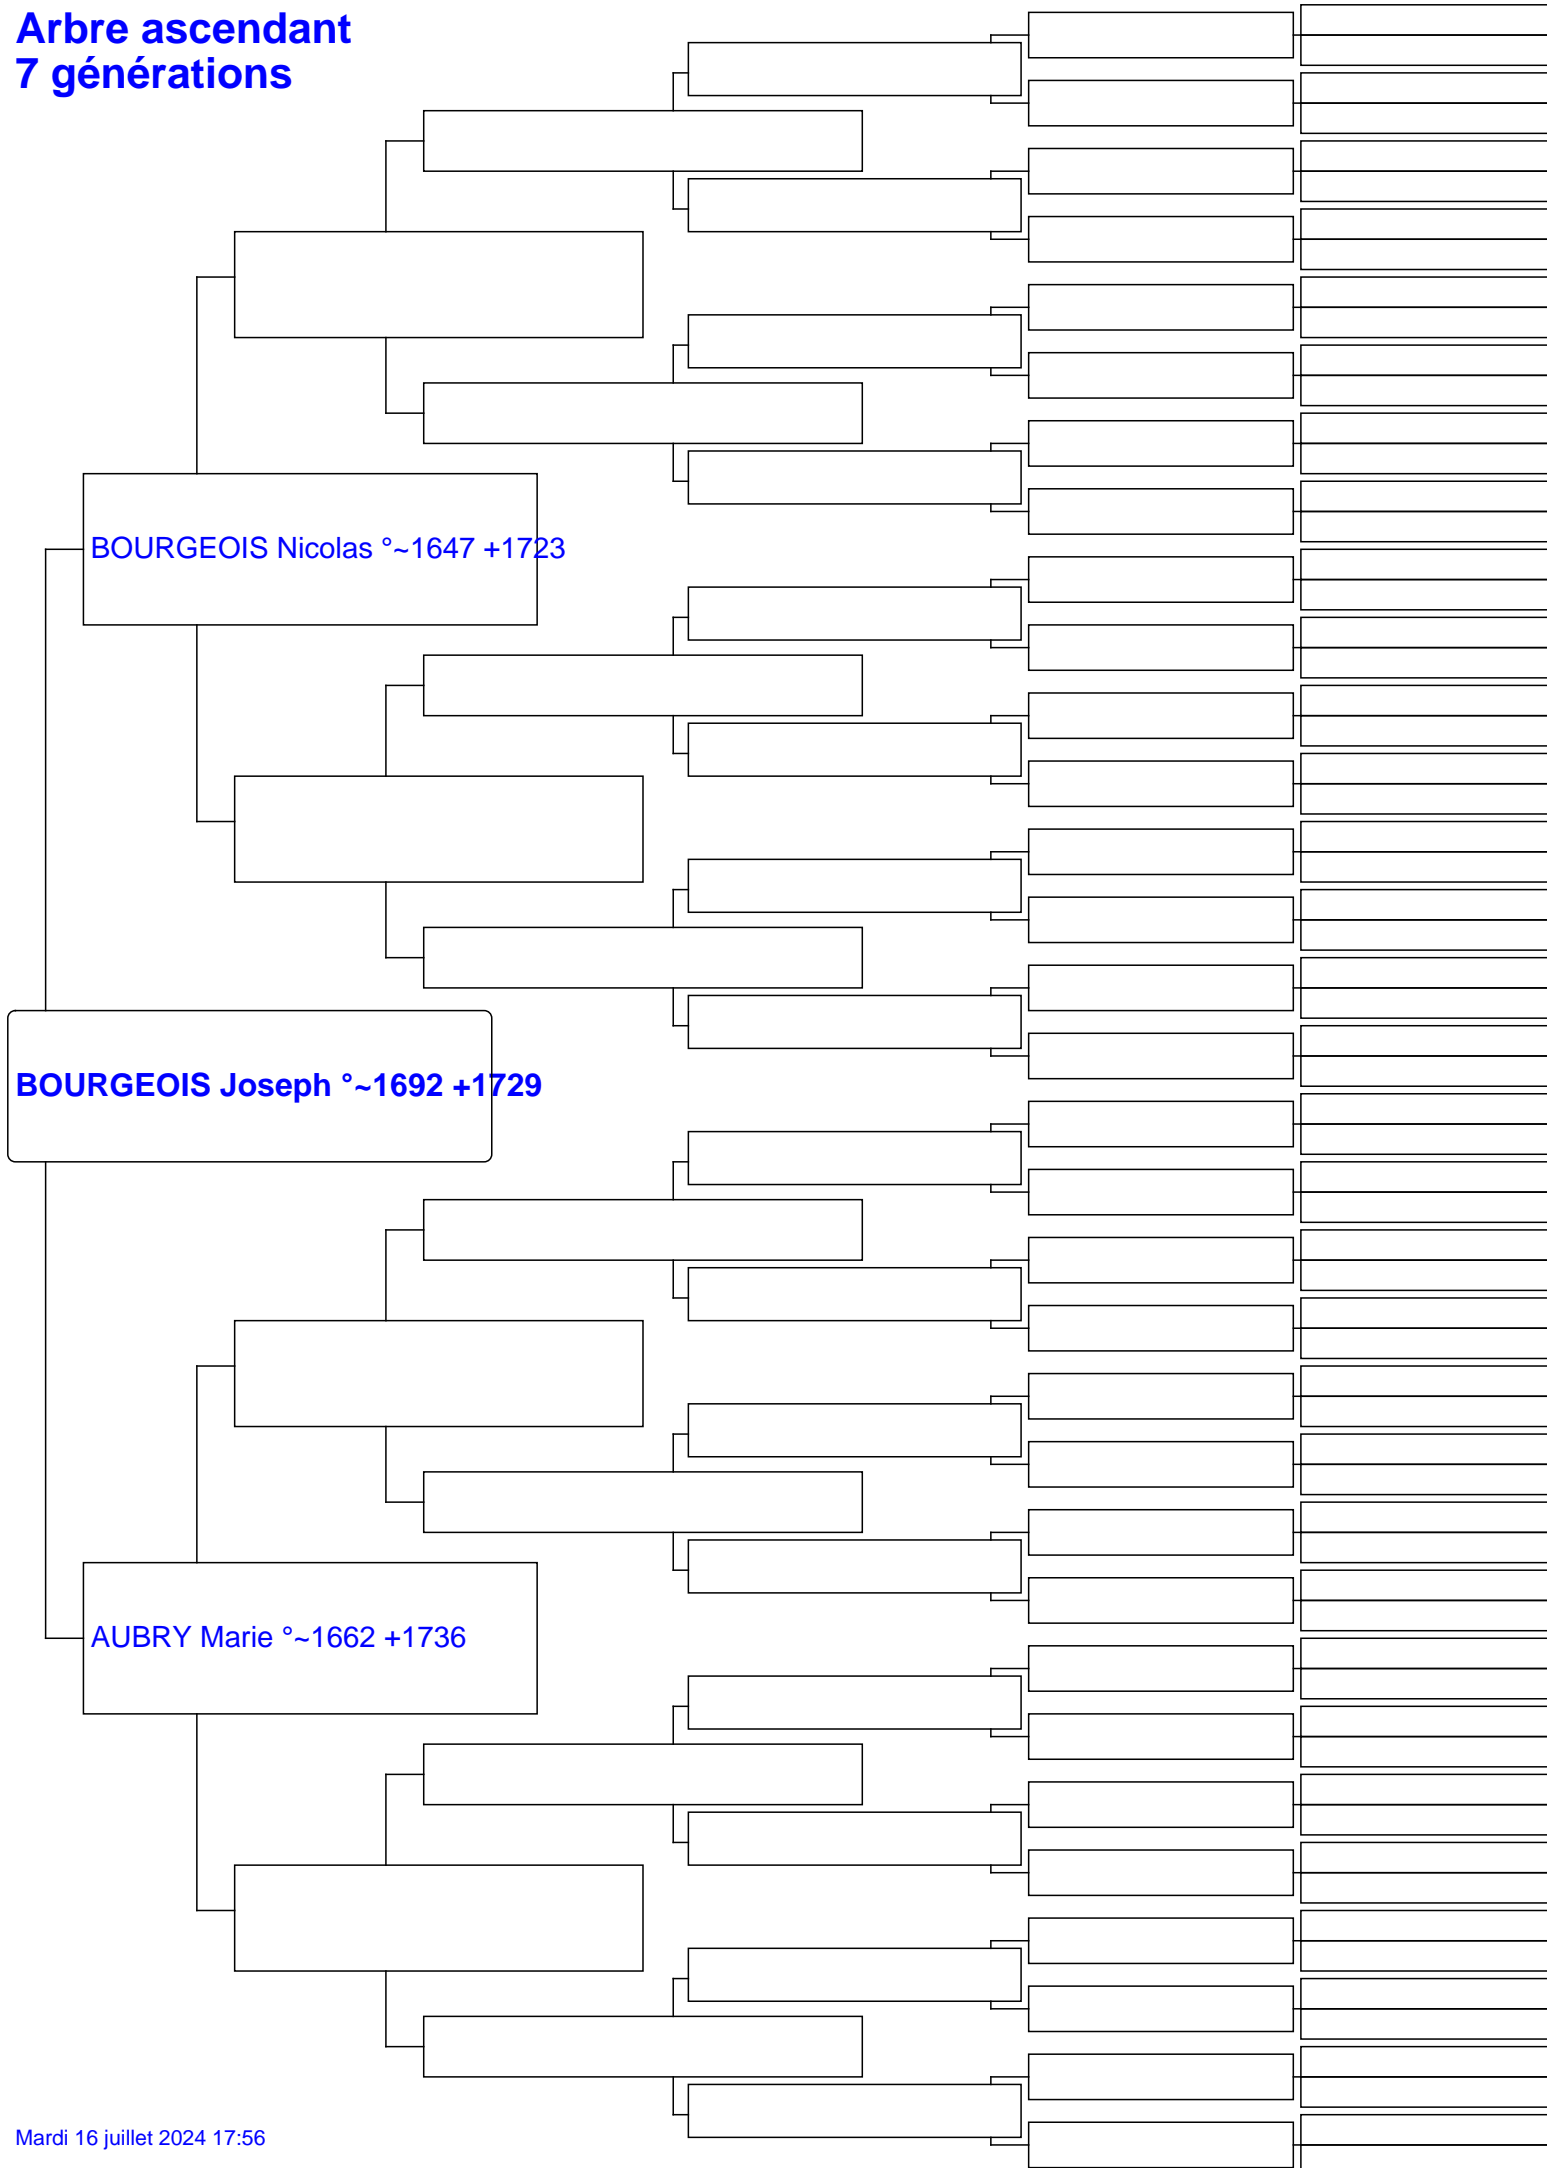 Arbre ascendant
7 générations
BOURGEOIS Nicolas °~1647 +1723
BOURGEOIS Joseph °~1692 +1729
AUBRY Marie °~1662 +1736
Mardi 16 juillet 2024 17:56